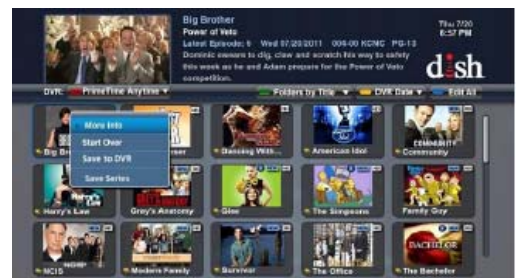 Big Brother
Power of Veto
Latest Episode: 6 Wed 07/20/2011 004-00 KCNC PG-13
Dominic swears to dig, claw and scratch his way to safety
this week as he and Adam prepare for the Power of Veto
competition.
Thu 7/20
6:57 PM
dish
DVR: PrimeTime Anytime Folders by Title DVR Date Edit All
More Info
Start Over
Save to DVR
Save Series
Big Dancing With... American Idol Community
COMMUNITY
Harry's Law Grey's Anatomy Glee The Simpsons Family Guy
BACHELOR
NCIS Modern Family Survivor The Office The Bachelor